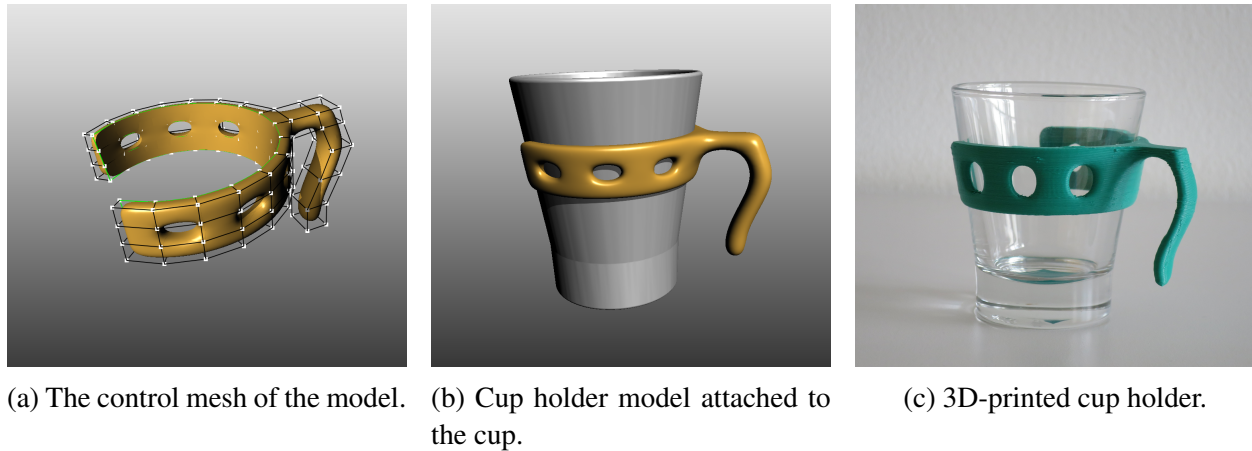 (a) The control mesh of the model.
(b) Cup holder model attached to
the cup.
(c) 3D-printed cup holder.